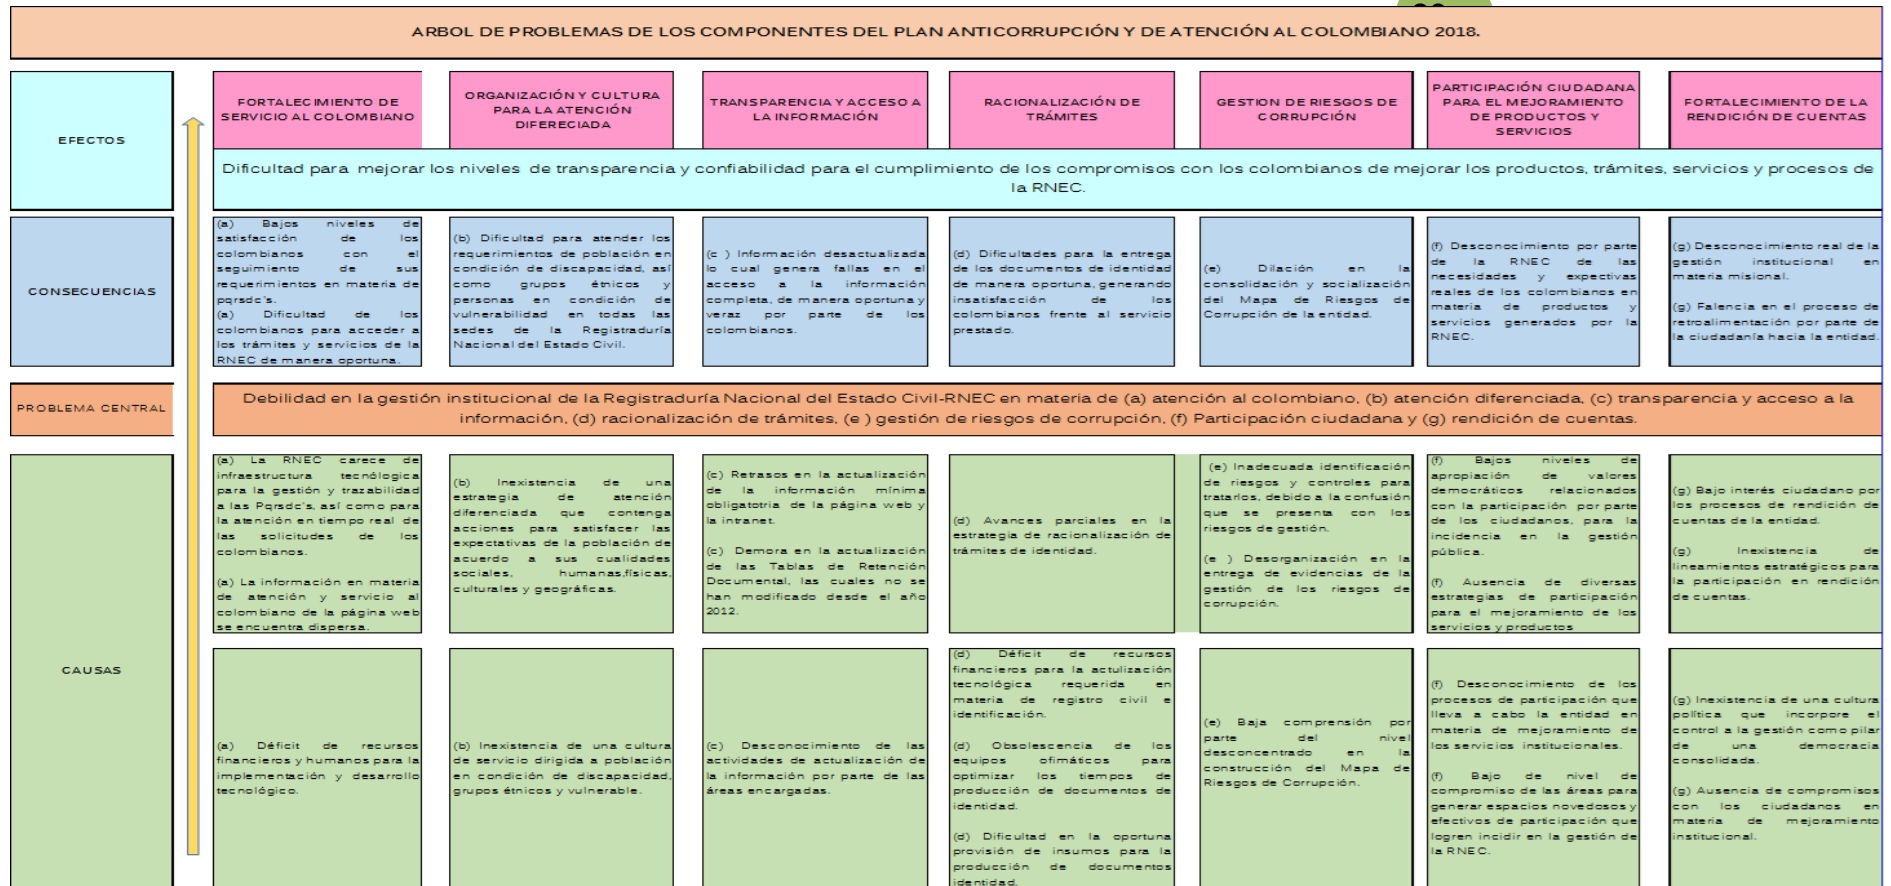 ARBOL DE PROBLEMAS DE LOS COMPONENTES DEL PLAN ANTICORRUPCIÓN Y DE ATENCIÓN AL COLOMBIANO 2018.
EFECTOS
FORTALECIMIENTO DE
SERVICIO AL COLOMBIANO
ORGANIZACIÓN Y CULTURA
PARA LA ATENCIÓN
DIFERECIADA
TRANSPARENCIA Y ACCESO A
LA INFORMACIÓN
RACIONALIZACIÓN DE
TRÁMITES
GESTION DE RIESGOS DE
CORRUPCIÓN
PARTICIPACIÓN CIUDADANA
PARA EL MEJORAMIENTO
DE PRODUCTOS Y
SERVICIOS
FORTALECIMIENTO DE LA
RENDICIÓN DE CUENTAS
Dificultad para mejorar los niveles de transparencia y confiabilidad para el cumplimiento de los compromisos con los colombianos de mejorar los productos, trámites, servicios y procesos de
la RNEC.
CONSECUENCIAS
(a) Bajos niveles de
satisfacción de los
colombianos con el
seguimiento de sus
requerimientos en materia de
pqrsdc's.
(a) Dificultad de los
colombianos para acceder a
los trámites y servicios de la
RNEC de manera oportuna.
(b) Dificultad para atender los
requerimientos de población en
condición de discapacidad, así
como grupos étnicos y
personas en condición de
vulnerabilidad en todas las
sedes de la Registraduría
Nacional del Estado Civil.
(c ) Información desactualizada
lo cual genera fallas en el
acceso a la información
completa, de manera oportuna y
veraz por parte de los
colombianos.
(d) Dificultades para la entrega
de los documentos de identidad
de manera oportuna, generando
insatisfacción de los
colombianos frente al servicio
prestado.
(e) Dilación en la
consolidación y socialización
del Mapa de Riesgos de
Corrupción de la entidad.
(f) Desconocimiento por parte
de la RNEC de las
necesidades y expectivas
reales de los colombianos en
materia de productos y
servicios generados por la
RNEC.
(g) Desconocimiento real de la
gestión institucional en
materia misional.
(g) Falencia en el proceso de
retroalimentación por parte de
la ciudadanía hacia la entidad.
PROBLEMA CENTRAL
Debilidad en la gestión institucional de la Registraduría Nacional del Estado Civil-RNEC en materia de (a) atención al colombiano, (b) atención diferenciada, (c) transparencia y acceso a la
información, (d) racionalización de trámites, (e ) gestión de riesgos de corrupción, (f) Participación ciudadana y (g) rendición de cuentas.
CAUSAS
(a) La RNEC carece de
infraestructura tecnólogica
para la gestión y trazabilidad
a las Pqrsdc's, así como para
la atención en tiempo real de
las solicitudes de los
colombianos.
(a) La información en materia
de atención y servicio al
colombiano de la página web
se encuentra dispersa.
(b) Inexistencia de una
estrategia de atención
diferenciada que contenga
acciones para satisfacer las
expectativas de la población de
acuerdo a sus cualidades
sociales, humanas,físicas,
culturales y geográficas.
(c) Retrasos en la actualización
de la información mínima
obligatotria de la página web y
la intranet.
(c) Demora en la actualización
de las Tablas de Retención
Documental, las cuales no se
han modificado desde el año
2012.
(d) Avances parciales en la
estrategia de racionalización de
trámites de identidad.
(e) Inadecuada identificación
de riesgos y controles para
tratarlos, debido a la confusión
que se presenta con los
riesgos de gestión.
(e ) Desorganización en la
entrega de evidencias de la
gestión de los riesgos de
corrupción.
(f) Bajos niveles de
apropiación de valores
democráticos relacionados
con la participación por parte
de los ciudadanos, para la
incidencia en la gestión
pública.
(f) Ausencia de diversas
estrategias de participación
para el mejoramiento de los
servicios y productos
(g) Bajo interés ciudadano por
los procesos de rendición de
cuentas de la entidad.
(g) Inexistencia de
lineamientos estratégicos para
la participación en rendición
de cuentas.
(a) Déficit de recursos
financieros y humanos para la
implementación y desarrollo
tecnológico.
(b) Inexistencia de una cultura
de servicio dirigida a población
en condición de discapacidad,
grupos étnicos y vulnerable.
(c) Desconocimiento de las
actividades de actualización de
la información por parte de las
áreas encargadas.
(d) Déficit de recursos
financieros para la actulización
tecnológica requerida en
materia de registro civil e
identificación.
(d) Obsolescencia de los
equipos ofimáticos para
optimizar los tiempos de
producción de documentos de
identidad.
(d) Dificultad en la oportuna
provisión de insumos para la
producción de documentos
identidad.
(e) Baja comprensión por
parte del nivel
desconcentrado en la
construcción del Mapa de
Riesgos de Corrupción.
(f) Desconocimiento de los
procesos de participación que
lleva a cabo la entidad en
materia de mejoramiento de
los servicios institucionales.
(f) Bajo de nivel de
compromiso de las áreas para
generar espacios novedosos y
efectivos de participación que
logren incidir en la gestión de
la RNEC.
(g) Inexistencia de una cultura
política que incorpore el
control a la gestión como pilar
de una democracia
consolidada.
(g) Ausencia de compromisos
con los ciudadanos en
materia de mejoramiento
institucional.